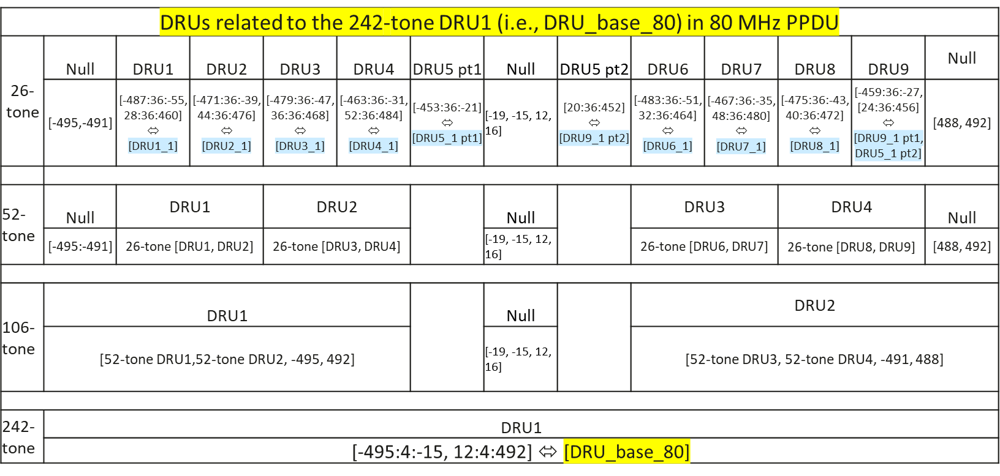 DRUs related to the 242-tone DRU1 (i.e., DRU_base_80) in 80 MHz PPDU
26-
tone
Null
DRU1
DRU2
DRU3
DRU4
DRU5 pt1
Null
DRU5 pt2
DRU6
DRU7
DRU8
DRU9
Null
[-495,-491]
[-487:36:-55,
28:36:460]
⬄
[DRU1_1]
[-471:36:-39,
44:36:476]
⬄
[DRU2_1]
[-479:36:-47,
36:36:468]
⬄
[DRU3_1]
[-463:36:-31,
52:36:484]
⬄
[DRU4_1]
[-453:36:-21]
⬄
[DRU5_1 pt1]
[-19, -15, 12,
16]
[20:36:452]
⬄
[DRU9_1 pt2]
[-483:36:-51,
32:36:464]
⬄
[DRU6_1]
[-467:36:-35,
48:36:480]
⬄
[DRU7_1]
[-475:36:-43,
40:36:472]
⬄
[DRU8_1]
[-459:36:-27,
[24:36:456]
⬄
[DRU9_1 pt1,
DRU5_1 pt2]
[488, 492]
52-
tone
Null
DRU1
DRU2
Null
DRU3
DRU4
Null
[-495:-491]
26-tone [DRU1, DRU2]
26-tone [DRU3, DRU4]
[-19, -15, 12,
16]
26-tone [DRU6, DRU7]
26-tone [DRU8, DRU9]
[488, 492]
106-
tone
DRU1
Null
DRU2
[52-tone DRU1,52-tone DRU2, -495, 492]
[-19, -15, 12,
16]
[52-tone DRU3, 52-tone DRU4, -491, 488]
242-
tone
DRU1
[-495:4:-15, 12:4:492] ⬄ [DRU_base_80]